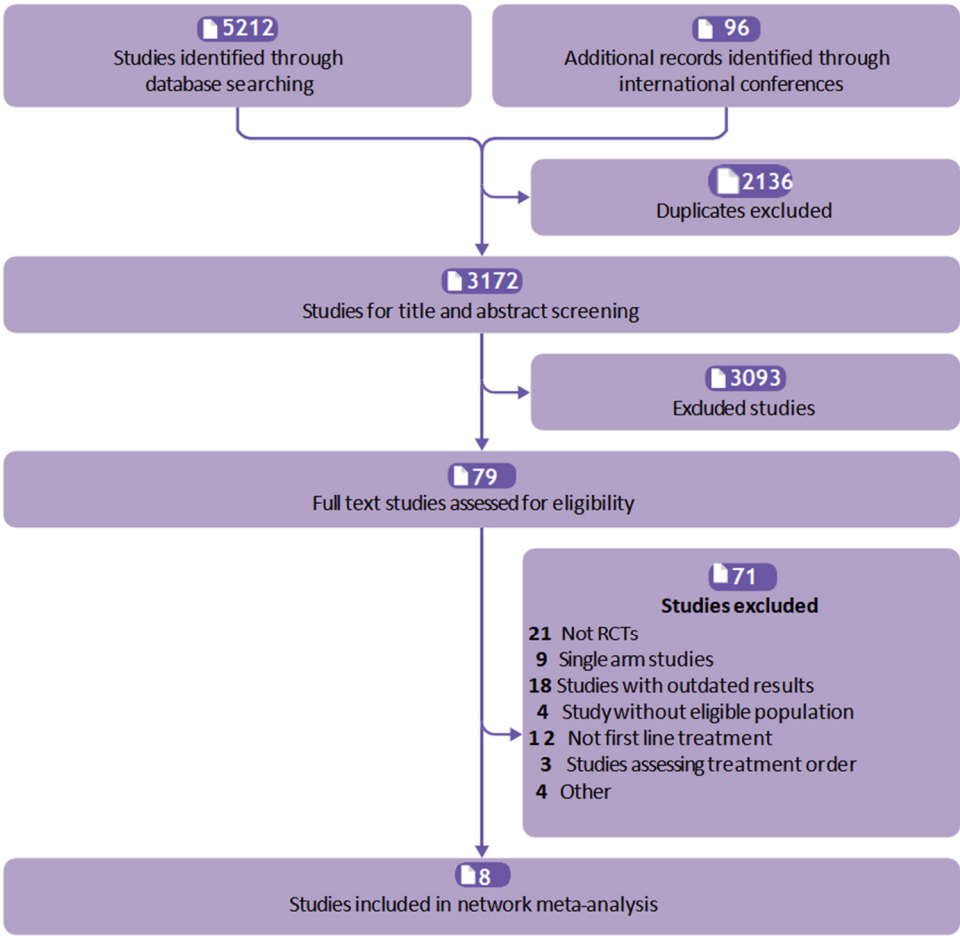 5212
Studies identified through
database searching
96
Additional records identified through
international conferences
2136
Duplicates excluded
3172
Studies for title and abstract screening
3093
Excluded studies
79
Full text studies assessed for eligibility
71
Studies excluded
21 Not RCTs
9 Single arm studies
18 Studies with outdated results
4 Study without eligible population
12 Not first line treatment
3 Studies assessing treatment order
4 Other
8
Studies included in network meta-analysis